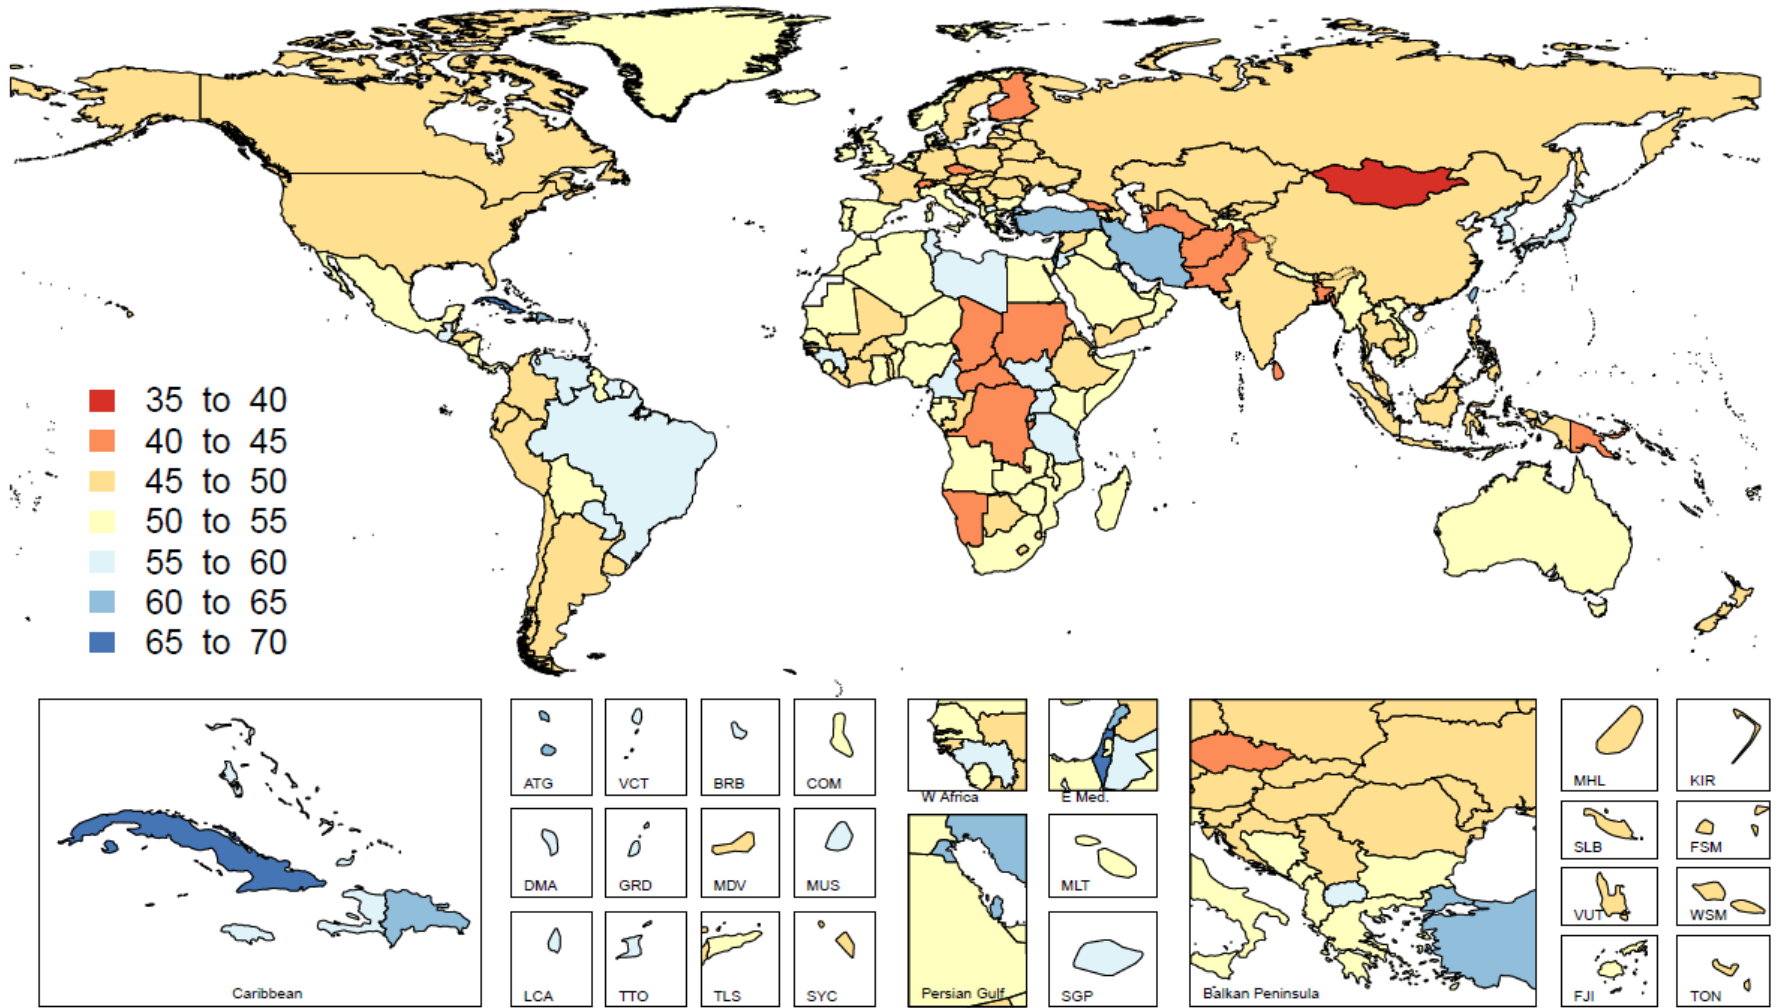 35 to 40
40 to 45
45 to 50
50 to 55
55 to 60
60 to 65
65 to 70
Caribbean
ATG
VCT
BRB
COM
DMA
GRD
MDV
MUS
LCA
TTO
TLS
SYC
W Africa
E Med.
Persian Gulf
MLT
SGP
Balkan Peninsula
MHL
KIR
SLB
FSM
VUT
WSM
FJI
TON